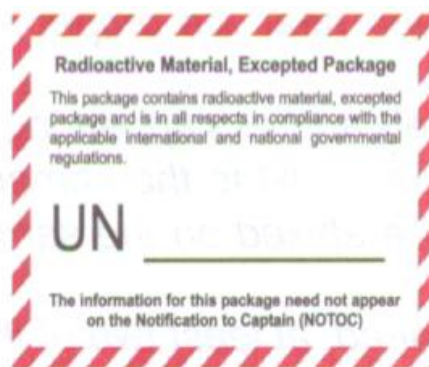 Radioactive Material, Excepted Package
This package contains radioactive material, excepted
package and is in all respects in compliance with the
applicable international and national governmental
regulations.
UN
The information for this package need not appear
on the Notification to Captain (NOTOC)